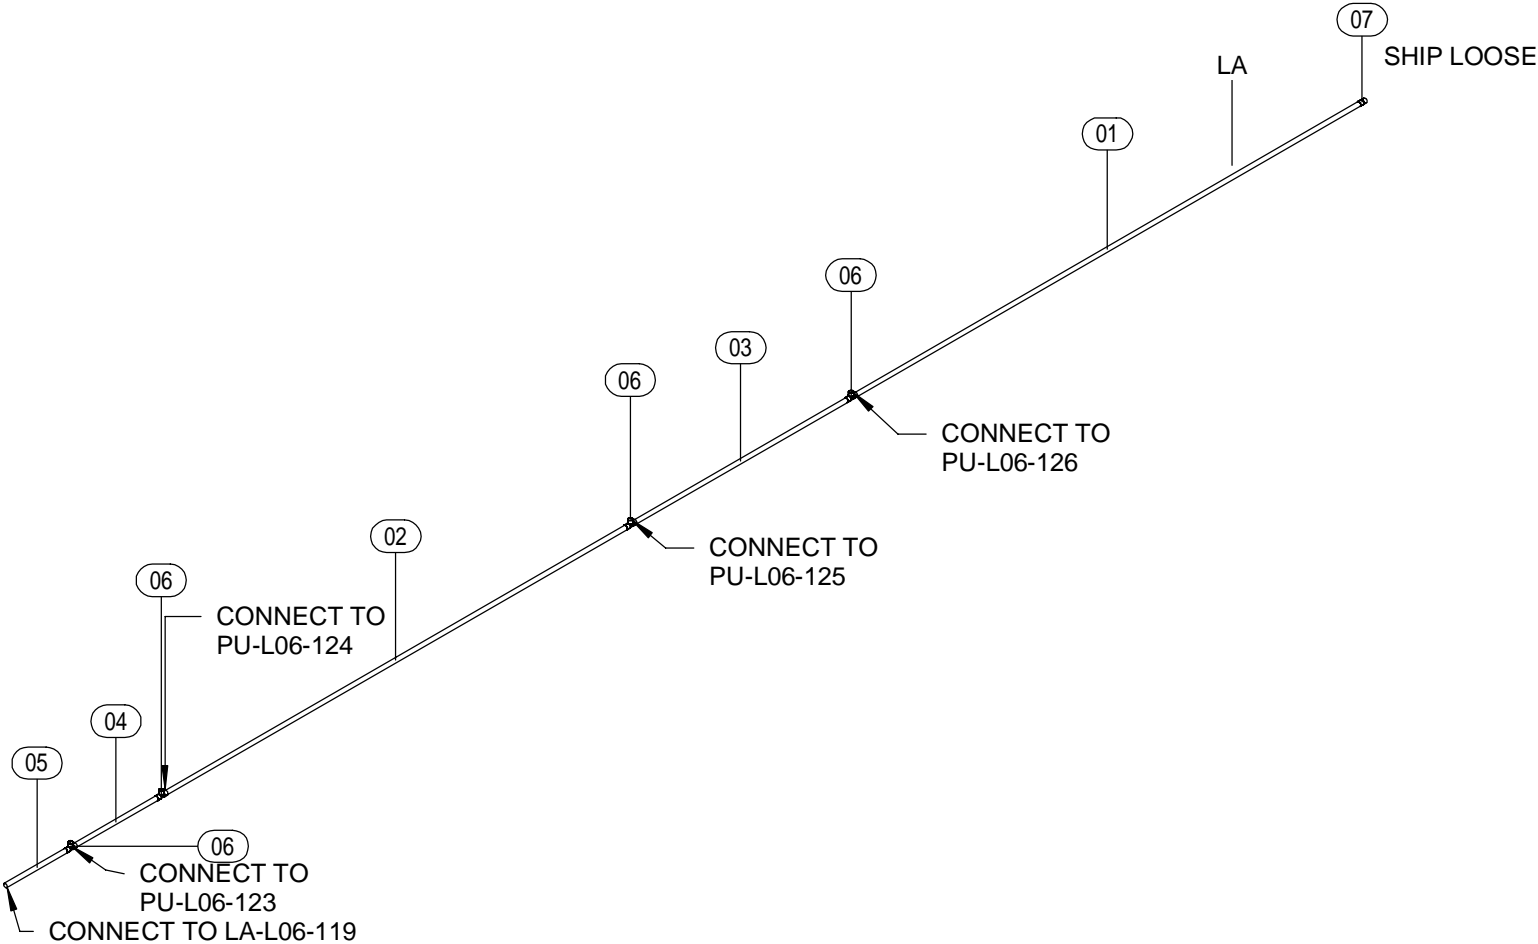 07
SHIP LOOSE
LA
01
06
03
06
CONNECT TO
PU-L06-126
02
CONNECT TO
PU-L06-125
06
CONNECT TO
PU-L06-124
04
05
06
CONNECT TO
PU-L06-123
CONNECT TO LA-L06-119